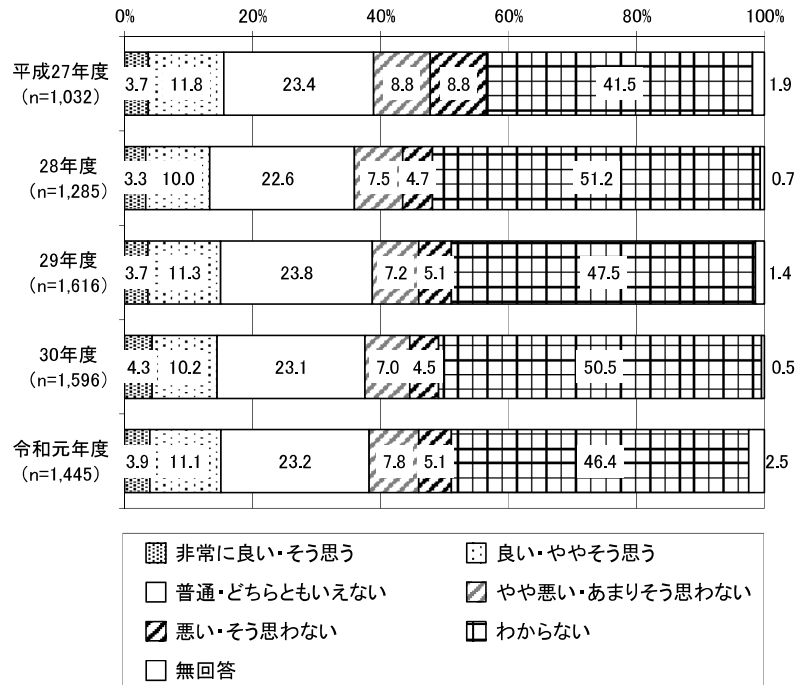 0% 20% 40% 60% 80% 100%
平成27年度
(n=1,032)
3.7 11.8 23.4 8.8 8.8 41.5 1.9
28年度
(n=1,285)
3.3 10.0 22.6 7.5 4.7 51.2 0.7
29年度
(n=1,616)
3.7 11.3 23.8 7.2 5.1 47.5 1.4
30年度
(n=1,596)
4.3 10.2 23.1 7.0 4.5 50.5 0.5
令和元年度
(n=1,445)
3.9 11.1 23.2 7.8 5.1 46.4 2.5
非常に良い・そう思う 良い・ややそう思う
普通・どちらともいえない やや悪い・あまりそう思わない
悪い・そう思わない わからない
無回答